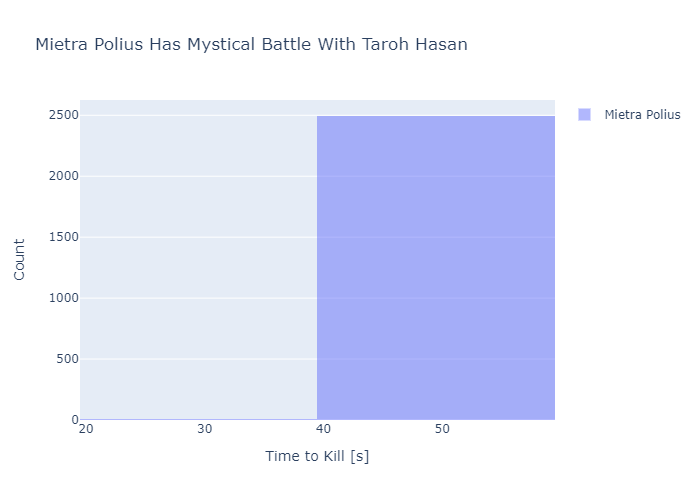 Mietra Polius Has Mystical Battle With Taroh Hasan
2500
Mietra Polius
2000
1500
Count
1000
500
0
20
30
40
50
Time to Kill [s]